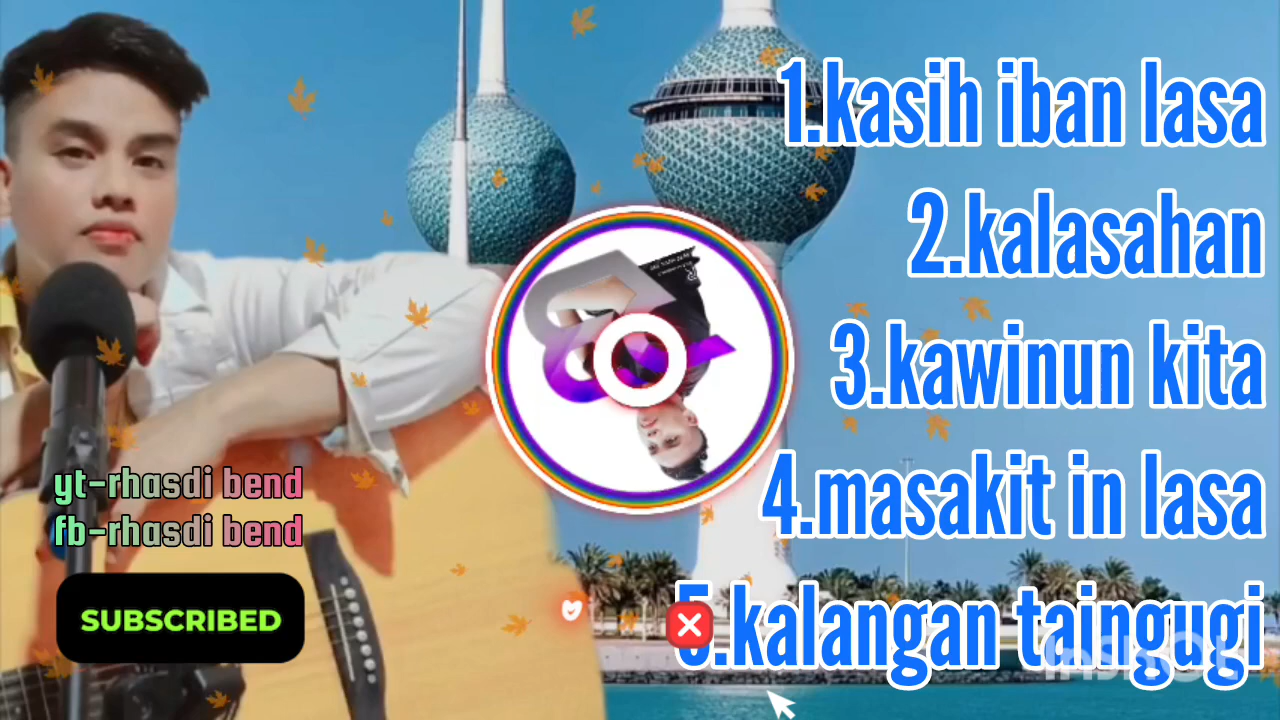 1.kasih iban lasa
2.kalasahan
3.kawinun kita
4.masakit in lasa
5.kalangan taingugi
yt-rhasdi bend
fb-rhasdi bend
SUBSCRIBED
InShOt